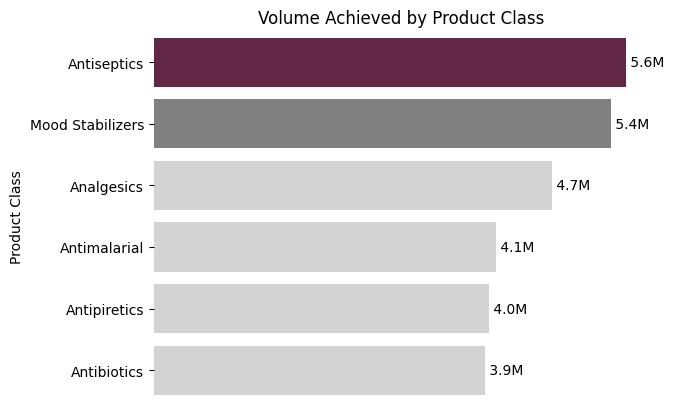 Volume Achieved by Product Class
Product Class
Antiseptics 5.6M
Mood Stabilizers 5.4M
Analgesics 4.7M
Antimalarial 4.1M
Antipiretics 4.0M
Antibiotics 3.9M